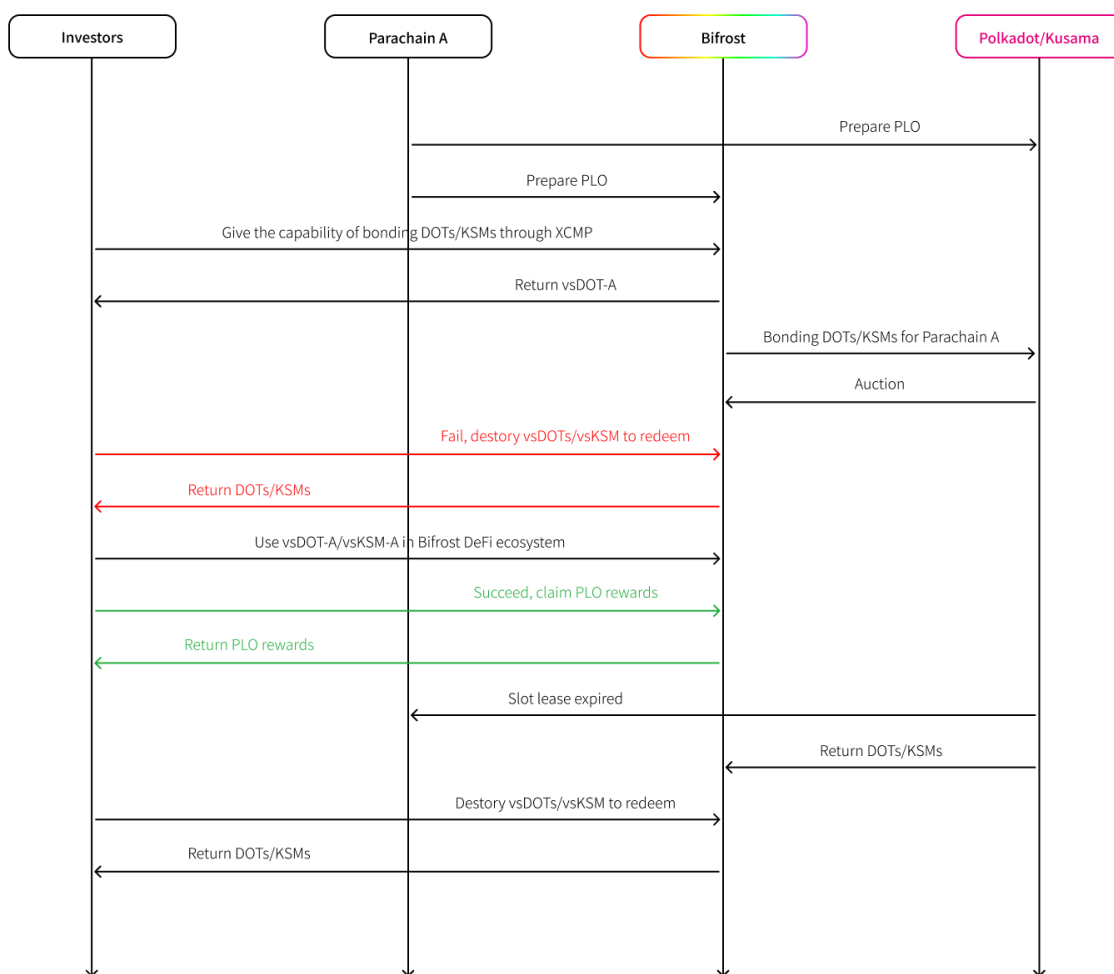 Investors
Parachain A
Bifrost
Polkadot/Kusama
Prepare PLO
Prepare PLO
Give the capability of bonding DOTs/KSMs through XCMP
Return vsDOT-A
Bonding DOTs/KSMs for Parachain A
Auction
Fail, destory vsDOTs/vsKSM to redeem
Return DOTs/KSMs
Use vsDOT-A/vsKSM-A in Bifrost DeFi ecosystem
Succeed, claim PLO rewards
Return PLO rewards
Slot lease expired
Return DOTs/KSMs
Destory vsDOTs/vsKSM to redeem
Return DOTs/KSMs